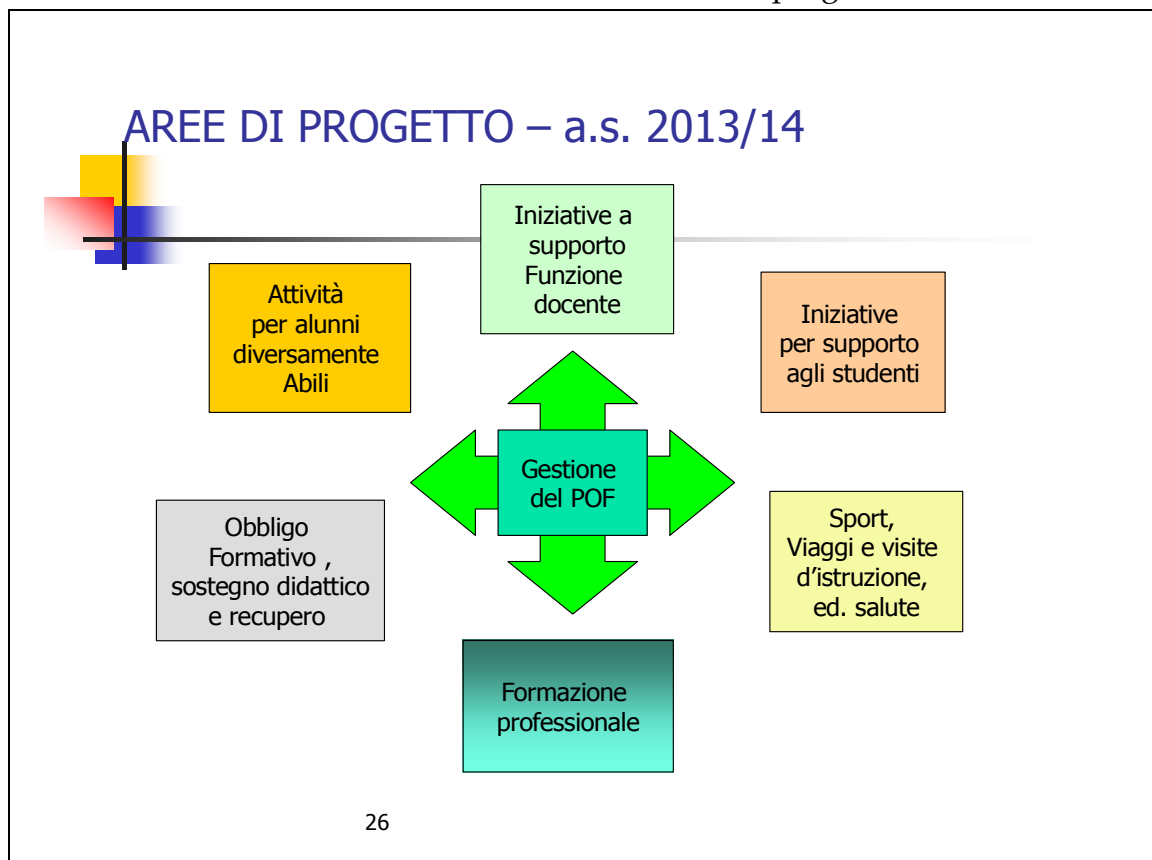 AREE DI PROGETTO – a.s. 2013/14
Iniziative a
supporto
Funzione
docente
Attività
per alunni
diversamente
Abili
Iniziative
per supporto
agli studenti
Gestione
del POF
Obbligo
Formativo ,
sostegno didattico
e recupero
Sport,
Viaggi e visite
d’istruzione,
ed. salute
Formazione
professionale
26